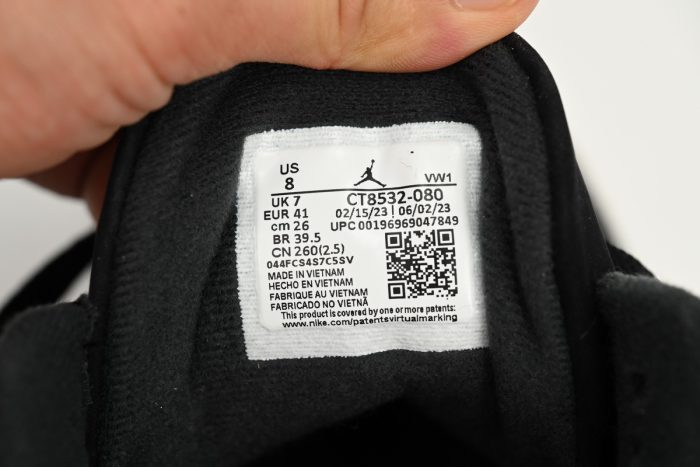 US
8
VW1
UK 7
CT8532-080
EUR 41
02/15/23 | 06/02/23
cm 26
UPC 00196969047849
BR 39.5
CN 260(2.5)
044FCS4S7C5SV
MADE IN VIETNAM
HECHO EN VIETNAM
FABRIQUE AU VIETNAM
FABRICADO NO VIETNÃ
This product is covered by one or more patents:
www.nike.com/patentsvirtualmarking